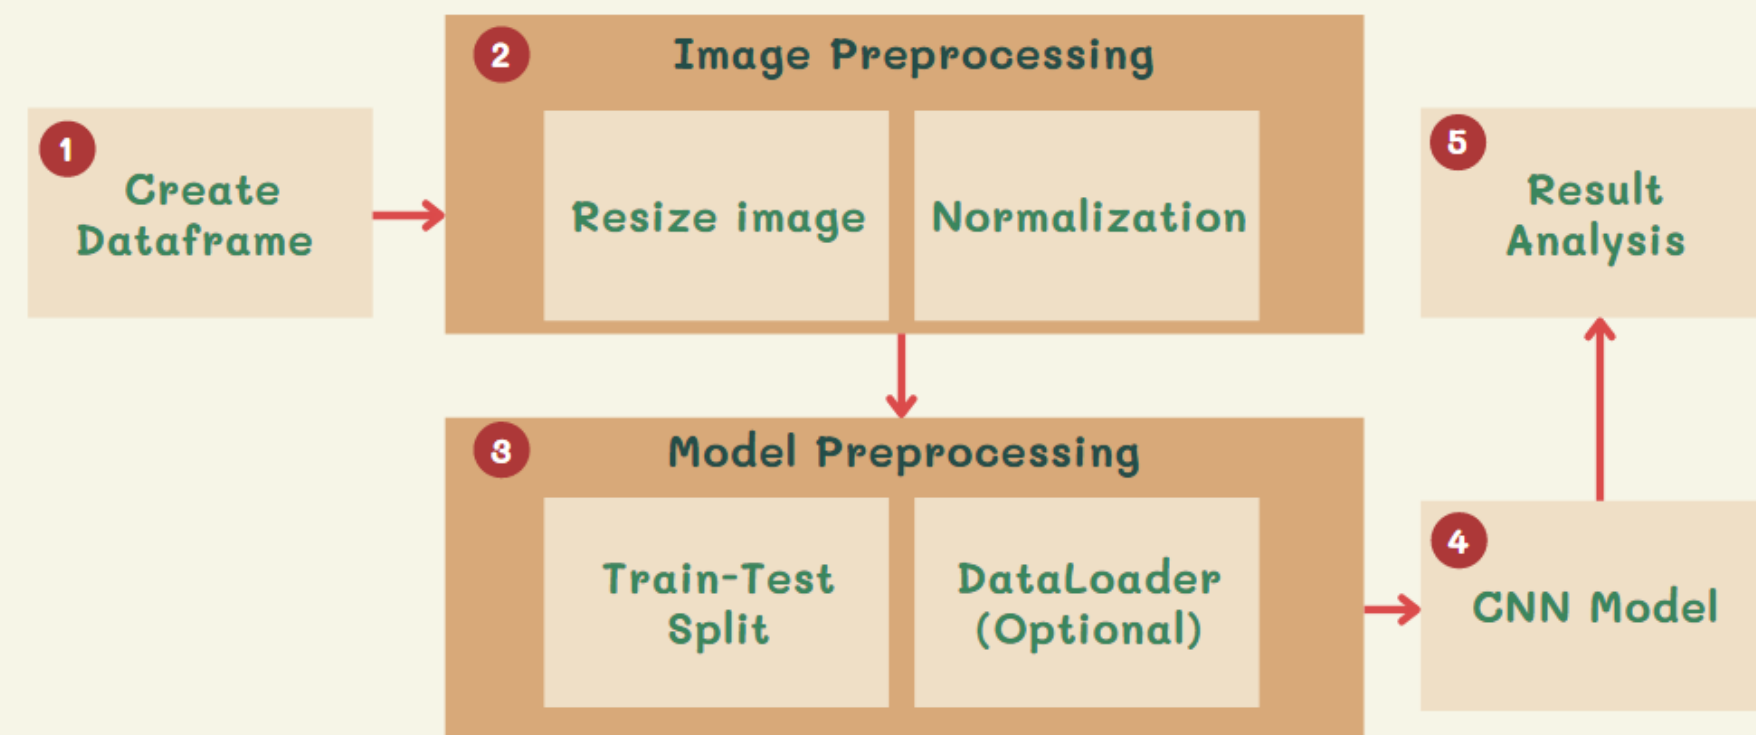 1
Create
Dataframe
2
Image Preprocessing
Resize image
Normalization
3
Model Preprocessing
Train-Test
Split
DataLoader
(Optional)
4
CNN Model
5
Result
Analysis